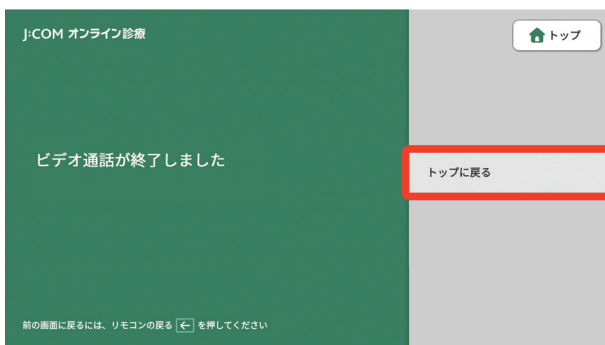 J:COM オンライン診療
トップ
ビデオ通話が終了しました
トップに戻る
前の画面に戻るには、リモコンの戻る ← を押してください